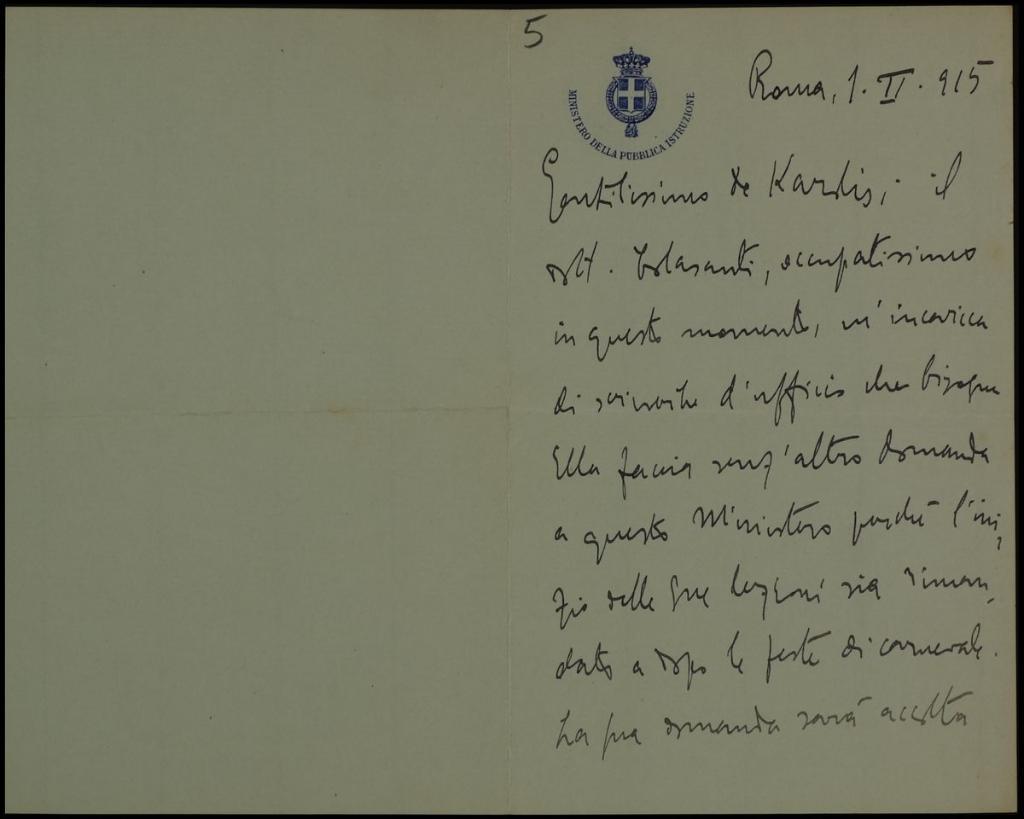 5
MINISTERO DELLA PUBBLICA ISTRUZIONE
Roma, 1. II. 915
Gentilissimo de Karolis, il
dott. Colasanti, occupatissimo
in questo momento, m'incarica
di scriverle d'ufficio che bisogna
Ella faccia senz'altro domanda
a questo Ministero perché l'ini,
zio delle Sue lezioni sia riman,
dato a dopo le feste di carnevale.
La sua domanda sarà accolta